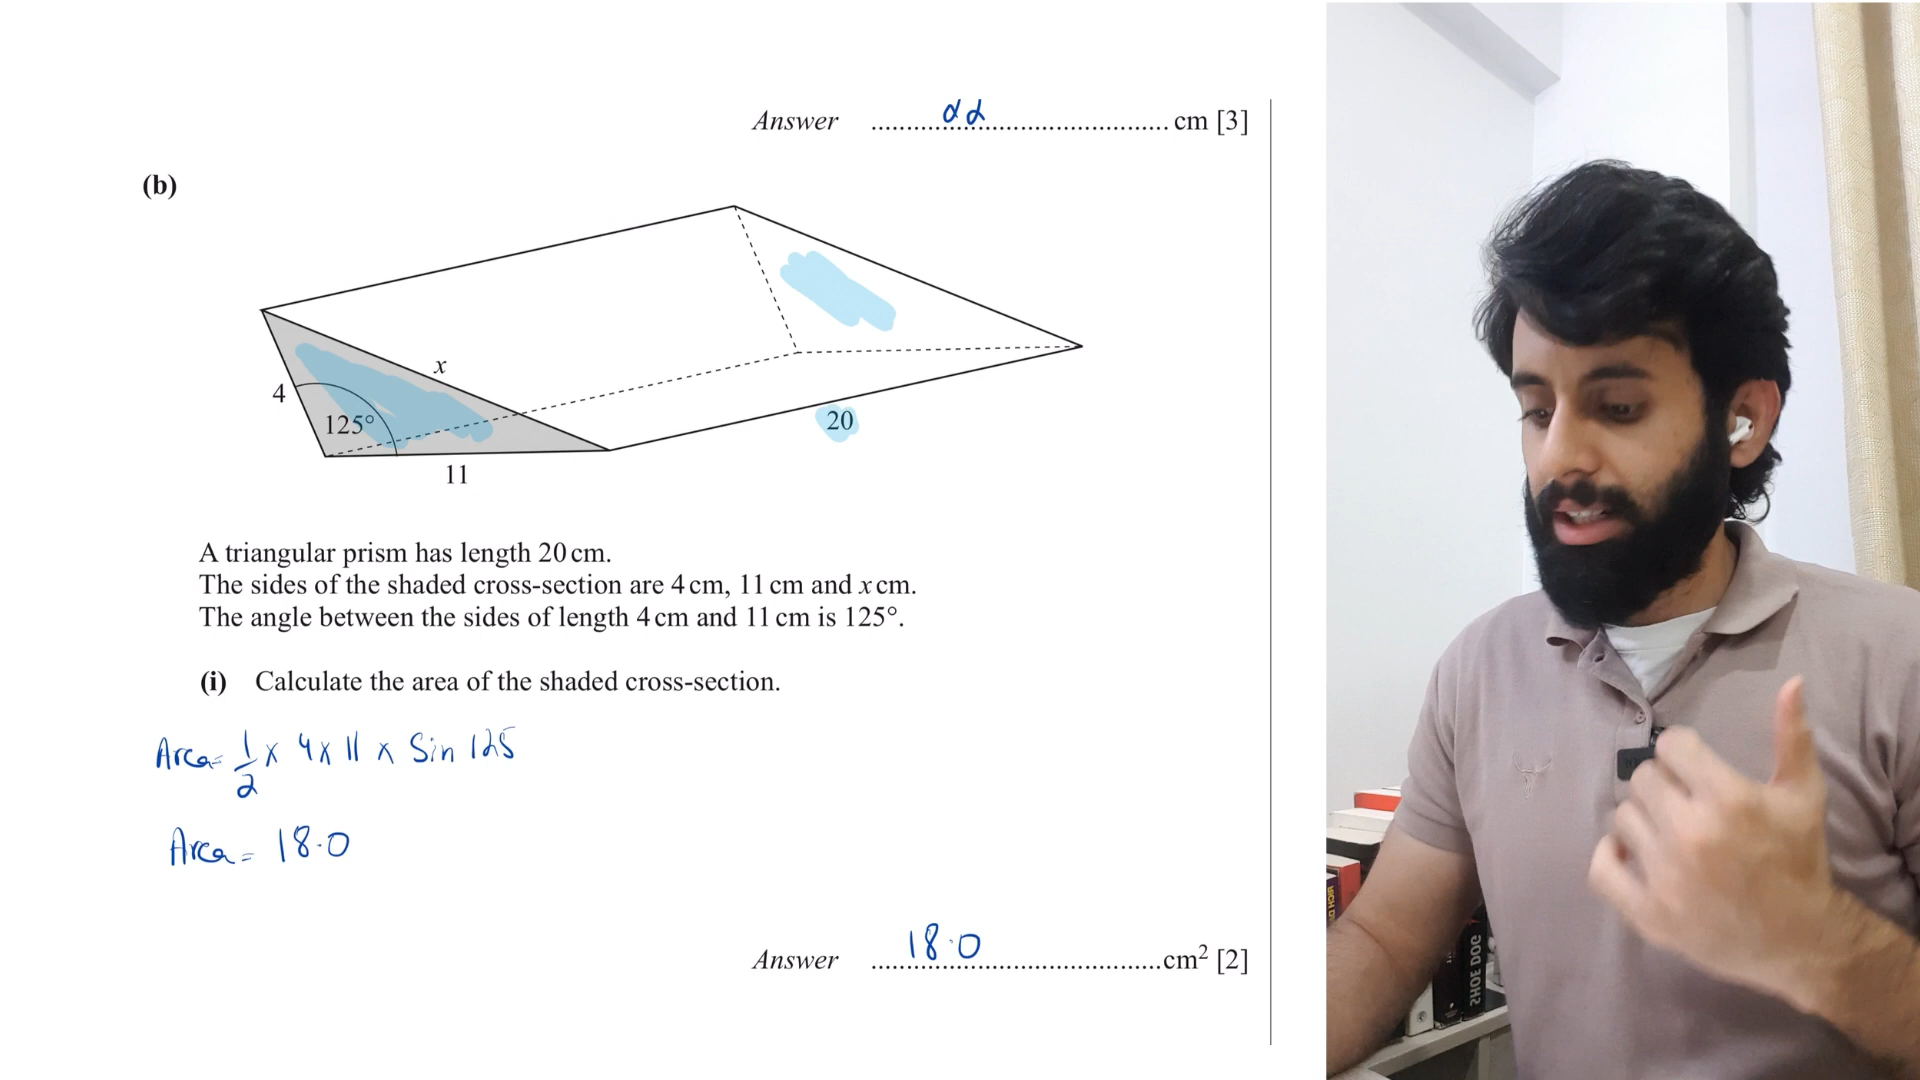 Answer ........22........ cm [3]
(b)
x
4
125°
20
11
A triangular prism has length 20 cm.
The sides of the shaded cross-section are 4 cm, 11 cm and x cm.
The angle between the sides of length 4 cm and 11 cm is 125°.
(i) Calculate the area of the shaded cross-section.
Area = 1/2 x 4 x 11 x Sin 125
Area = 18.0
Answer ........18.0........ cm² [2]
SHOE DOG